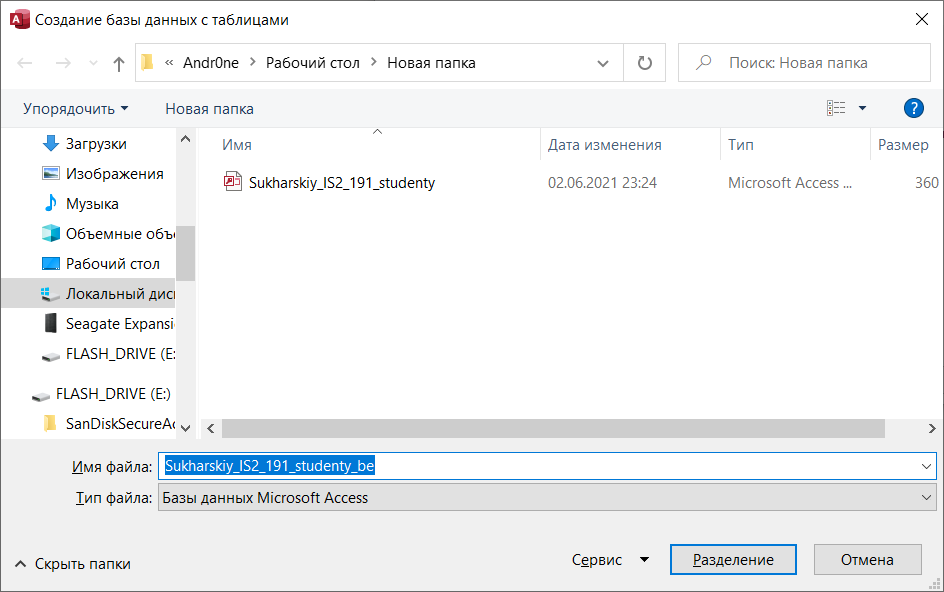 Создание базы данных с таблицами
« Andr0ne > Рабочий стол > Новая папка
Поиск: Новая папка
Упорядочить
Новая папка
?
Загрузки
Изображения
Музыка
Объемные объе
Рабочий стол
Локальный дис
Seagate Expansi
FLASH_DRIVE (E:
FLASH_DRIVE (E:)
SanDiskSecureAc
Имя
Дата изменения
Тип
Размер
Sukharskiy_IS2_191_studenty
02.06.2021 23:24
Microsoft Access ...
360
Имя файла:
Sukharskiy_IS2_191_studenty_be
Тип файла:
Базы данных Microsoft Access
Скрыть папки
Сервис
Разделение
Отмена